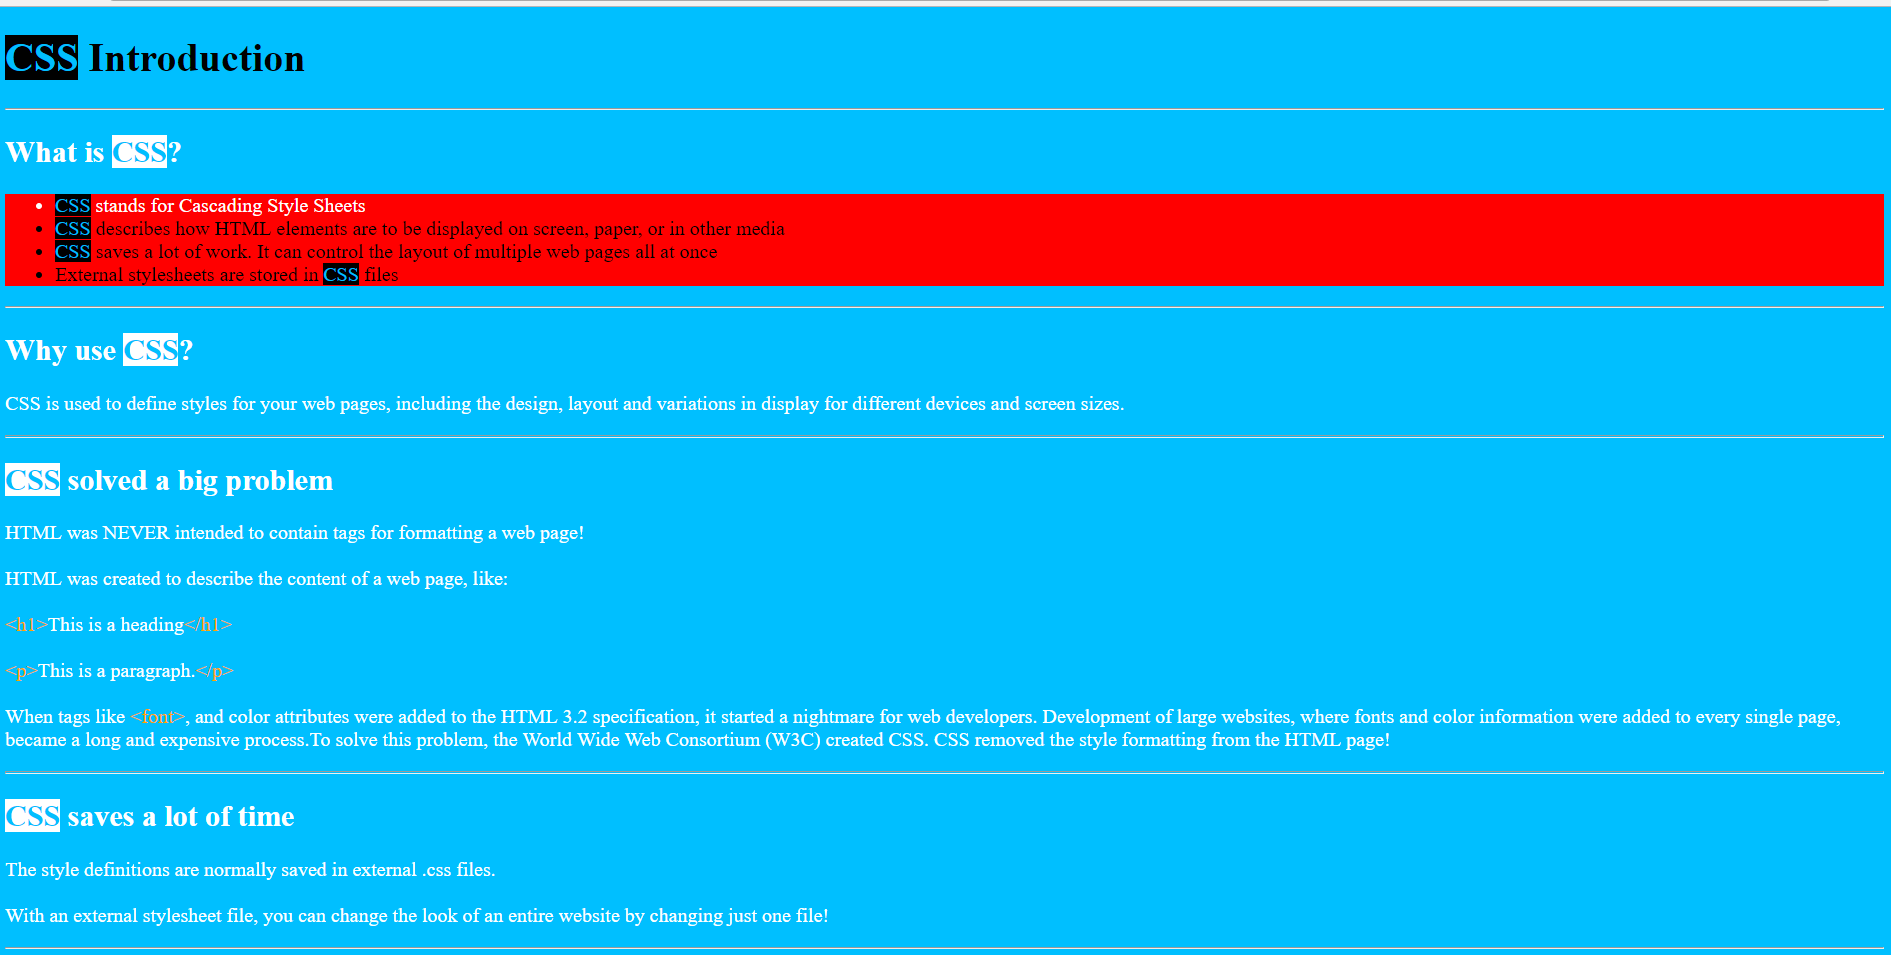 CSS Introduction
What is CSS?
CSS stands for Cascading Style Sheets
CSS describes how HTML elements are to be displayed on screen, paper, or in other media
CSS saves a lot of work. It can control the layout of multiple web pages all at once
External stylesheets are stored in CSS files
Why use CSS?
CSS is used to define styles for your web pages, including the design, layout and variations in display for different devices and screen sizes.
CSS solved a big problem
HTML was NEVER intended to contain tags for formatting a web page!
HTML was created to describe the content of a web page, like:
<h1>This is a heading</h1>
<p>This is a paragraph.</p>
When tags like <font>, and color attributes were added to the HTML 3.2 specification, it started a nightmare for web developers. Development of large websites, where fonts and color information were added to every single page,
became a long and expensive process.To solve this problem, the World Wide Web Consortium (W3C) created CSS. CSS removed the style formatting from the HTML page!
CSS saves a lot of time
The style definitions are normally saved in external .css files.
With an external stylesheet file, you can change the look of an entire website by changing just one file!